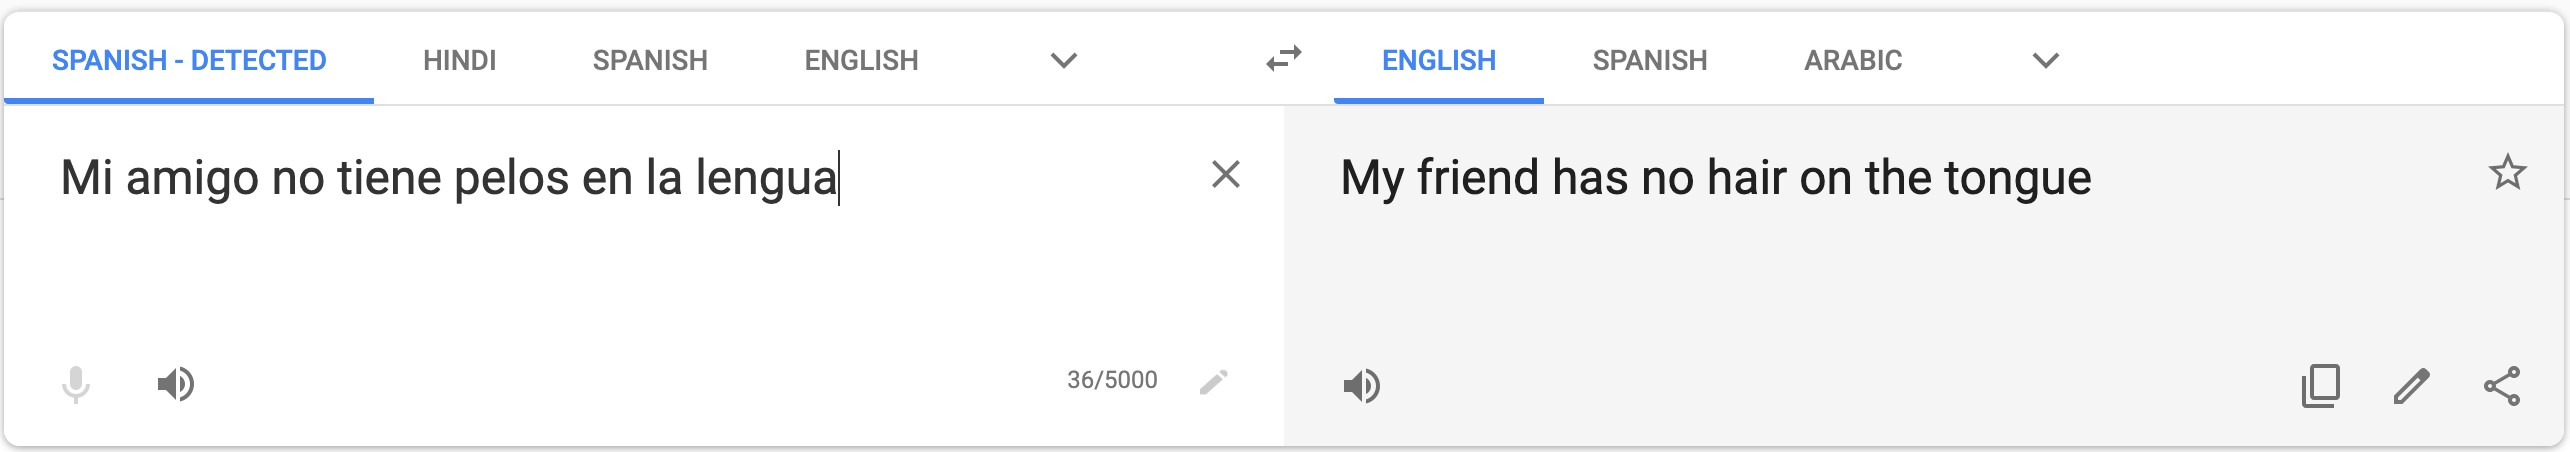 SPANISH - DETECTED HINDI SPANISH ENGLISH ENGLISH SPANISH ARABIC
Mi amigo no tiene pelos en la lengua
My friend has no hair on the tongue
36/5000